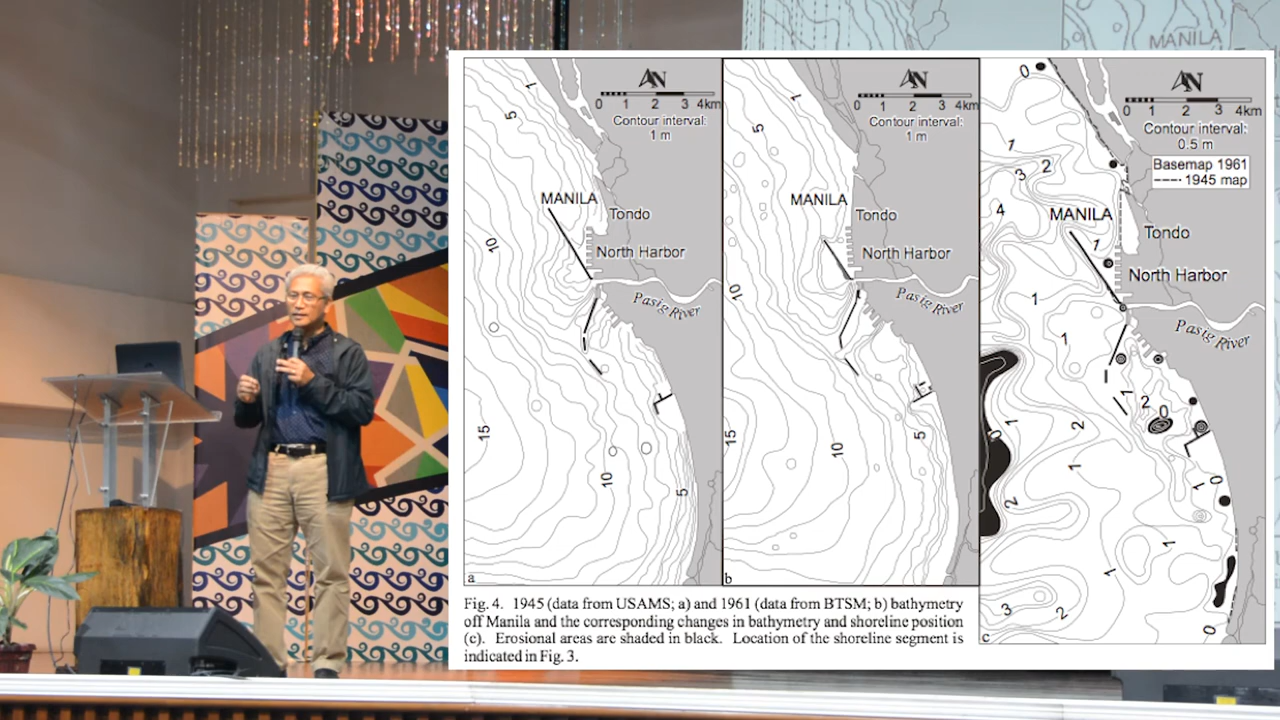 MANILA
N
0 1 2 3 4km
Contour interval:
1 m
1
5
MANILA
Tondo
10
North Harbor
Pasig River
15
10
5
a
N
0 1 2 3 4km
Contour interval:
1 m
1
5
MANILA
Tondo
North Harbor
10
Pasig River
15
10
5
b
0
N
0 1 2 3 4km
Contour interval:
0.5 m
Basemap 1961
1945 map
1
3 2
4
MANILA
1
Tondo
North Harbor
1
Pasig River
1
1
2
0
1
0
2
1
0
1
2
1
1
3
2
0
c
Fig. 4. 1945 (data from USAMS; a) and 1961 (data from BTSM; b) bathymetry
off Manila and the corresponding changes in bathymetry and shoreline position
(c). Erosional areas are shaded in black. Location of the shoreline segment is
indicated in Fig. 3.